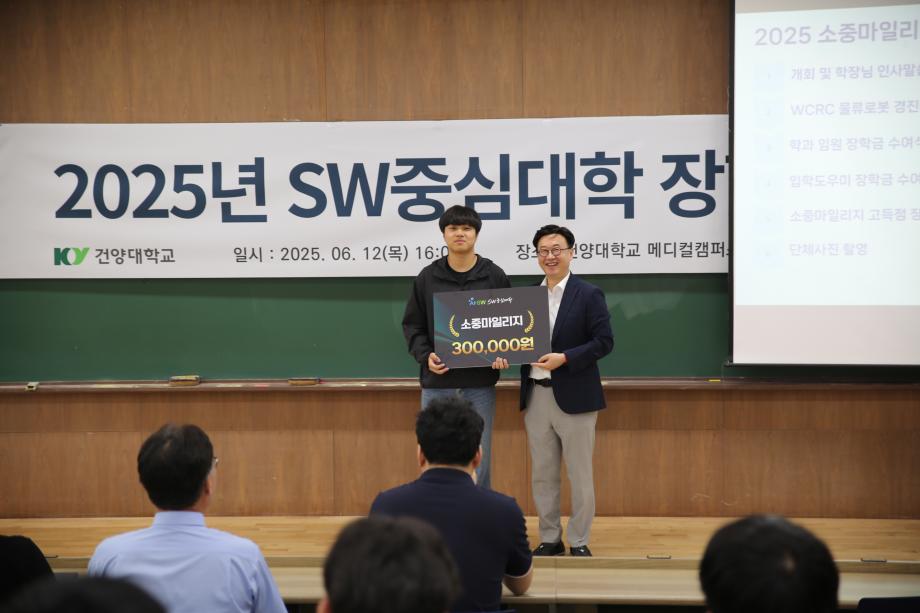 2025년 SW중심대학 장
KY 건양대학교
일시 : 2025. 06. 12(목) 16:0
건양대학교 메디컬캠퍼
AI SW SW중심대학
소중마일리지
300,000원
2025 소중마일리
개회 및 학장님 인사말
WCRC 물류로봇 경진
학과 임원 장학금 수여
입학도우미 장학금 수여
소중마일리지 고득점 장
단체사진 촬영